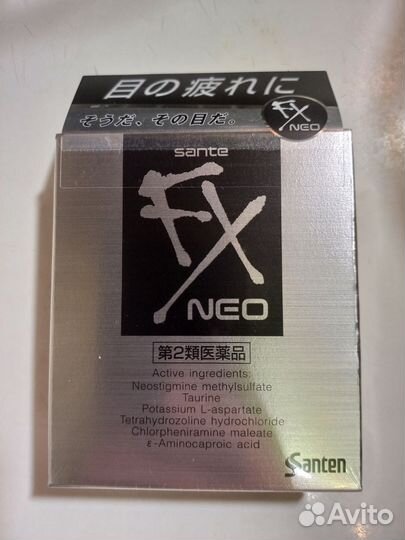 目の疲れに
そうだ、その目だ。
FX
NEO
sante
FX
NEO
第2類医薬品
Active ingredients:
Neostigmine methylsulfate
Taurine
Potassium L-aspartate
Tetrahydrozoline hydrochloride
Chlorpheniramine maleate
ε-Aminocaproic acid
Santen
Avito